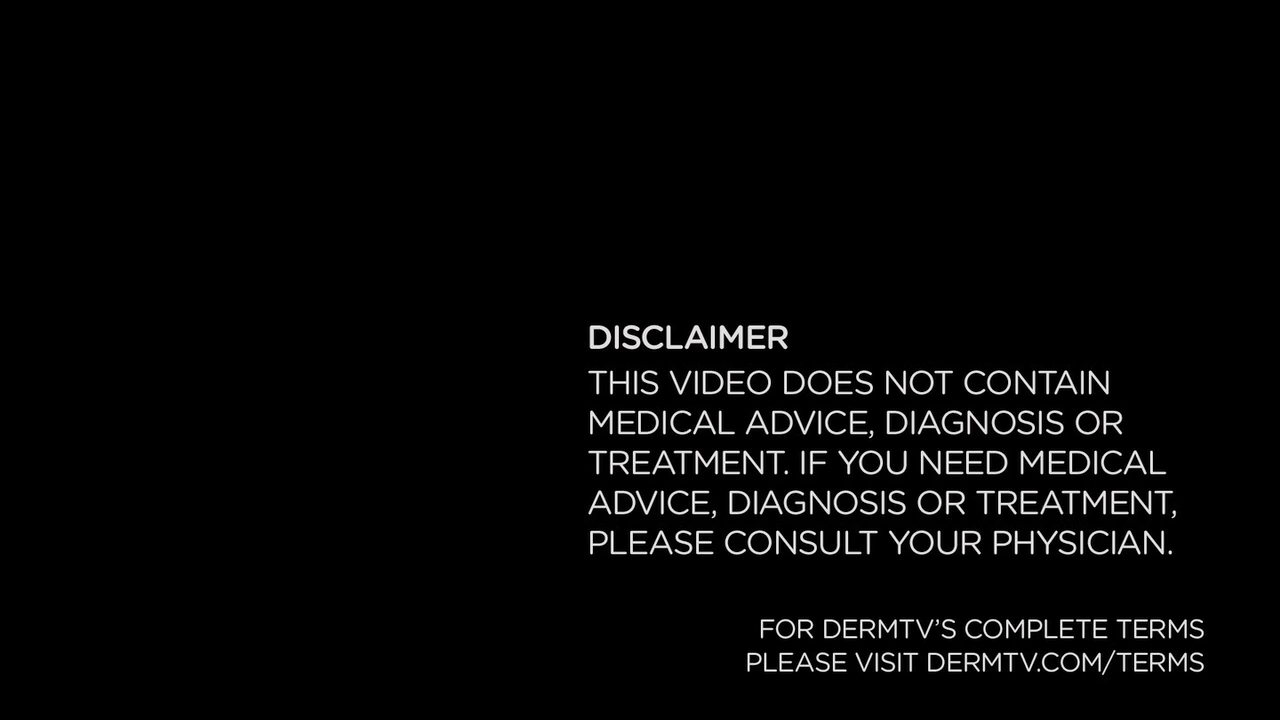 DISCLAIMER
THIS VIDEO DOES NOT CONTAIN
MEDICAL ADVICE, DIAGNOSIS OR
TREATMENT. IF YOU NEED MEDICAL
ADVICE, DIAGNOSIS OR TREATMENT,
PLEASE CONSULT YOUR PHYSICIAN.
FOR DERMTV’S COMPLETE TERMS
PLEASE VISIT DERMTV.COM/TERMS